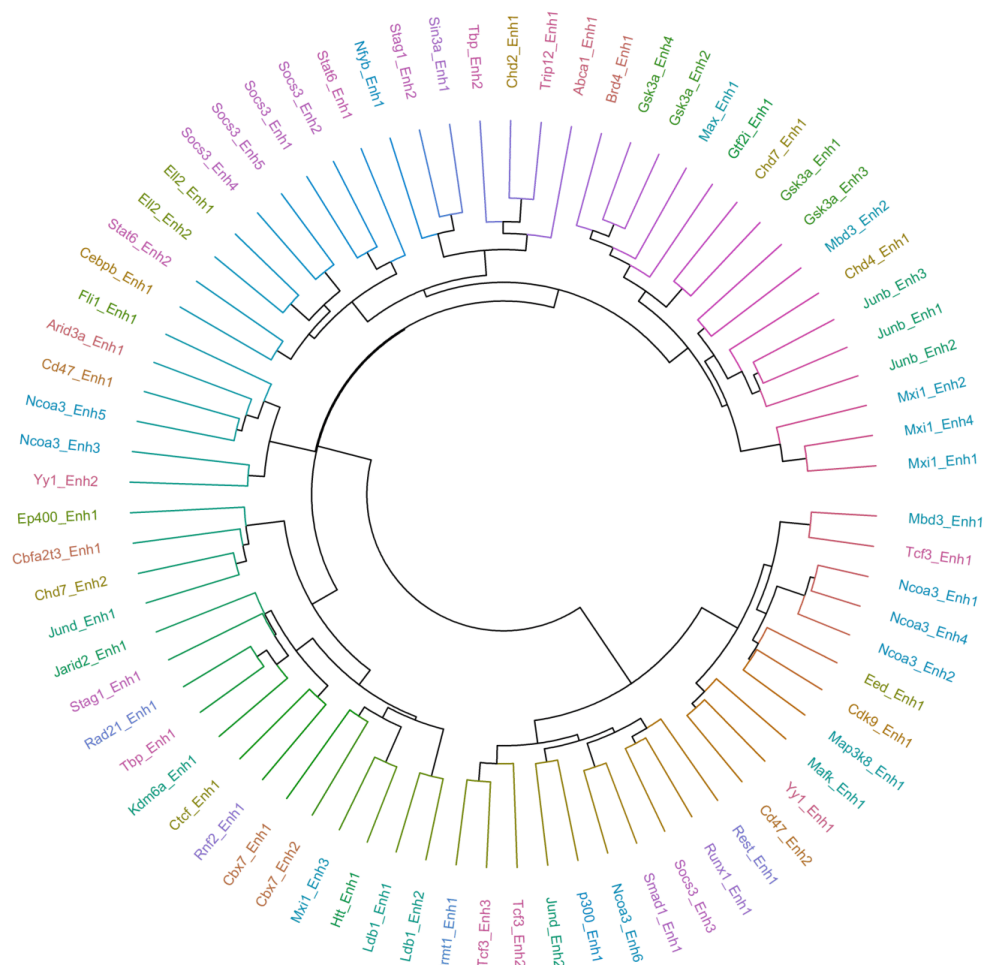 Mxi1_Enh1
Mxi1_Enh4
Mxi1_Enh2
Junb_Enh2
Junb_Enh1
Junb_Enh3
Chd4_Enh1
Mbd3_Enh2
Gsk3a_Enh3
Gsk3a_Enh1
Chd7_Enh1
Gtf2i_Enh1
Max_Enh1
Gsk3a_Enh2
Gsk3a_Enh4
Brd4_Enh1
Abca1_Enh1
Trip12_Enh1
Chd2_Enh1
Tbp_Enh2
Sin3a_Enh1
Stag1_Enh2
Nfyb_Enh1
Stat6_Enh1
Socs3_Enh2
Socs3_Enh1
Socs3_Enh5
Socs3_Enh4
Ell2_Enh1
Ell2_Enh2
Stat6_Enh2
Cebpb_Enh1
Fli1_Enh1
Arid3a_Enh1
Cd47_Enh1
Ncoa3_Enh5
Ncoa3_Enh3
Yy1_Enh2
Ep400_Enh1
Cbfa2t3_Enh1
Chd7_Enh2
Jund_Enh1
Jarid2_Enh1
Stag1_Enh1
Rad21_Enh1
Tbp_Enh1
Kdm6a_Enh1
Ctcf_Enh1
Rnf2_Enh1
Cbx7_Enh1
Cbx7_Enh2
Mxi1_Enh3
Htt_Enh1
Ldb1_Enh1
Ldb1_Enh2
rmt1_Enh1
Tcf3_Enh3
Tcf3_Enh2
Jund_Enh2
p300_Enh1
Ncoa3_Enh6
Smad1_Enh1
Socs3_Enh3
Runx1_Enh1
Rest_Enh1
Cd47_Enh2
Yy1_Enh1
Mafk_Enh1
Map3k8_Enh1
Cdk9_Enh1
Eed_Enh1
Ncoa3_Enh2
Ncoa3_Enh4
Ncoa3_Enh1
Tcf3_Enh1
Mbd3_Enh1